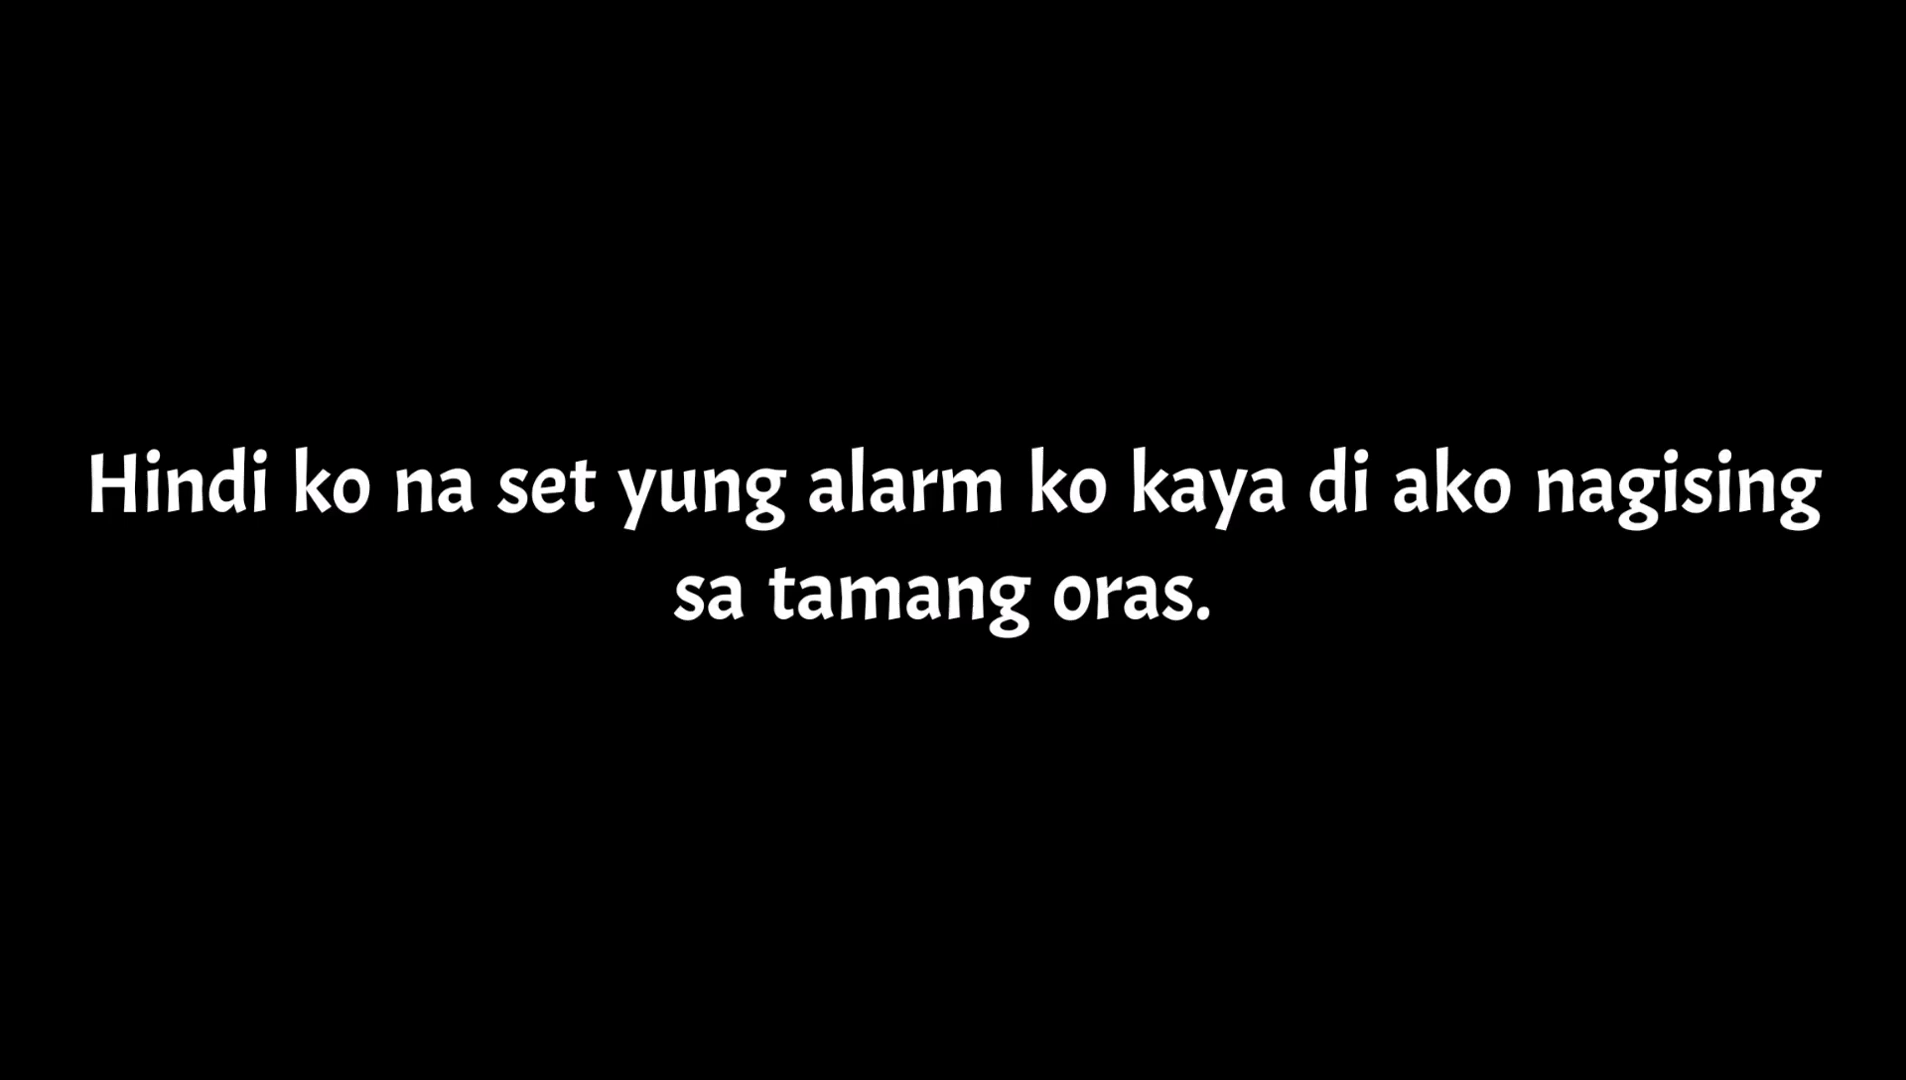 Hindi ko na set yung alarm ko kaya di ako nagising
sa tamang oras.